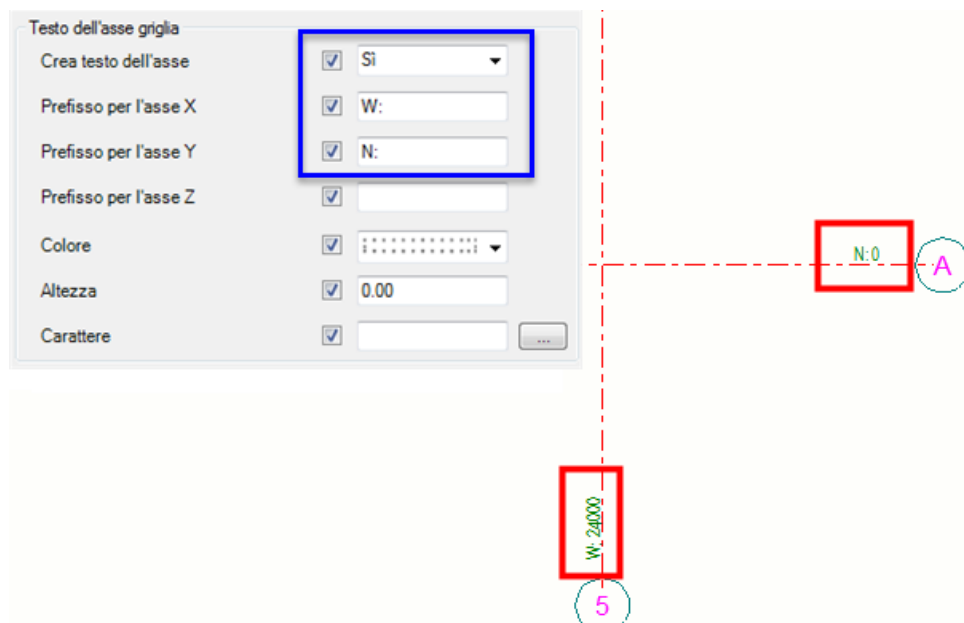 Testo dell'asse griglia
Crea testo dell'asse Sì
Prefisso per l'asse X W:
Prefisso per l'asse Y N:
Prefisso per l'asse Z
Colore
Altezza 0.00
Carattere ...
N: 0
A
W: 24000
5